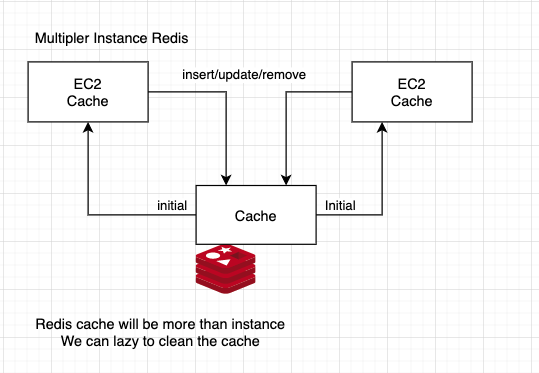 Multipler Instance Redis
EC2
Cache
insert/update/remove
EC2
Cache
initial
Cache
Initial
Redis cache will be more than instance
We can lazy to clean the cache